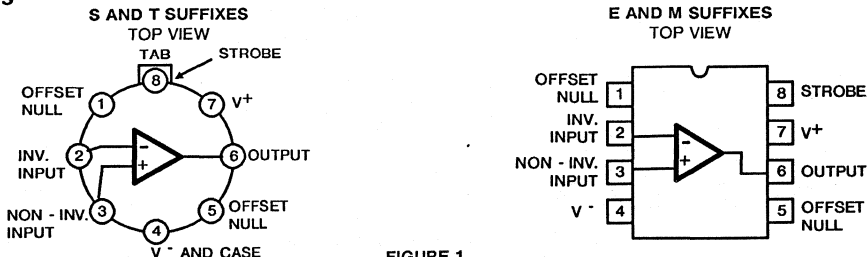 S AND T SUFFIXES
TOP VIEW
TAB
STROBE
8
OFFSET
NULL
1
7
V+
INV.
INPUT
2
-
+
6
OUTPUT
NON - INV.
INPUT
3
5
OFFSET
NULL
4
V - AND CASE
E AND M SUFFIXES
TOP VIEW
OFFSET
NULL
1
8
STROBE
INV.
INPUT
2
-
+
7
V+
NON - INV.
INPUT
3
6
OUTPUT
V -
4
5
OFFSET
NULL
FIGURE 1